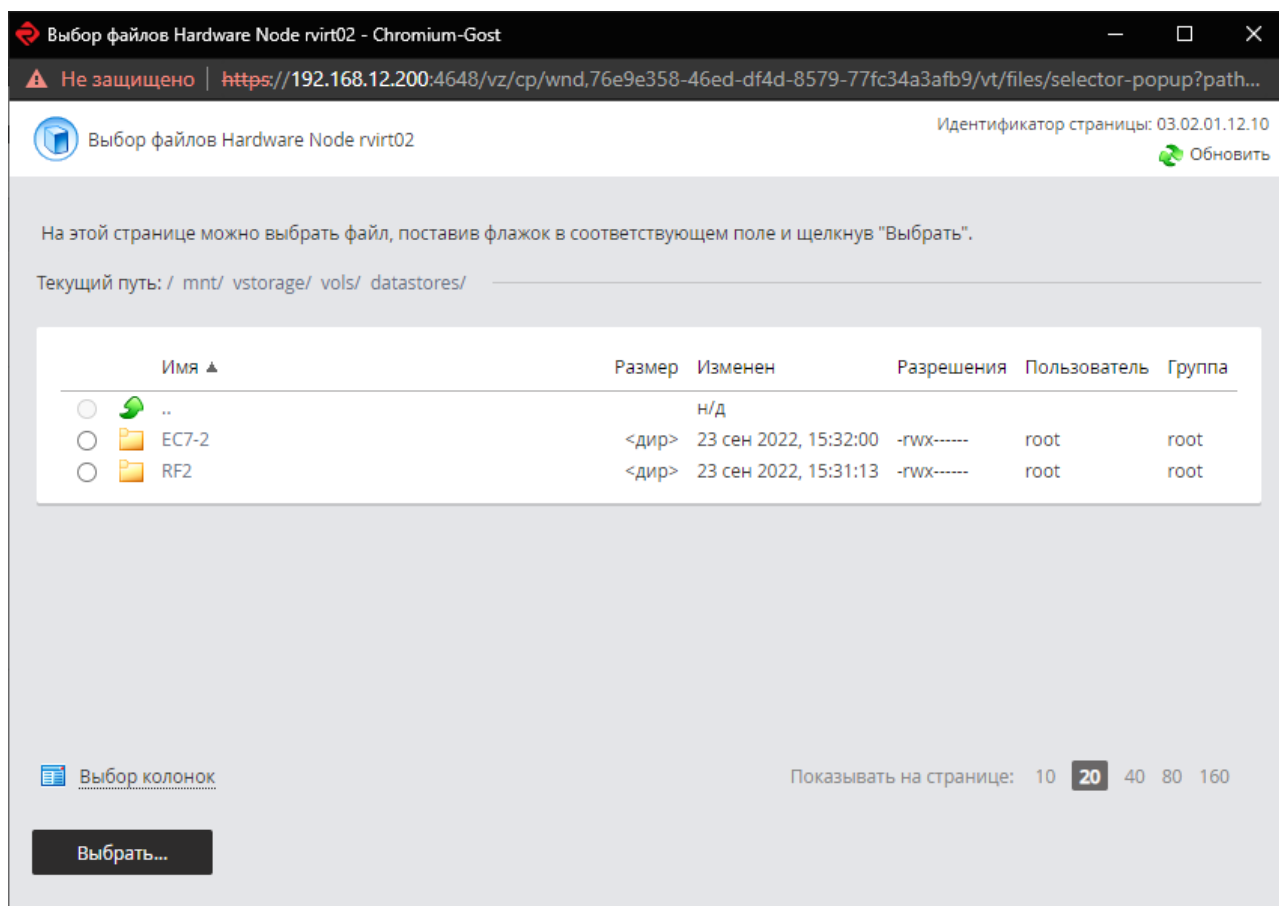 Выбор файлов Hardware Node rvirt02 - Chromium-Gost
Не защищено | https://192.168.12.200:4648/vz/cp/wnd,76e9e358-46ed-df4d-8579-77fc34a3afb9/vt/files/selector-popup?path...
Идентификатор страницы: 03.02.01.12.10
Выбор файлов Hardware Node rvirt02
Обновить
На этой странице можно выбрать файл, поставив флажок в соответствующем поле и щелкнув "Выбрать".
Текущий путь: / mnt/ vstorage/ vols/ datastores/
Имя Размер Изменен Разрешения Пользователь Группа
.. н/д
EC7-2 <дир> 23 сен 2022, 15:32:00 -rwx------ root root
RF2 <дир> 23 сен 2022, 15:31:13 -rwx------ root root
Выбор колонок Показывать на странице: 10 20 40 80 160
Выбрать...